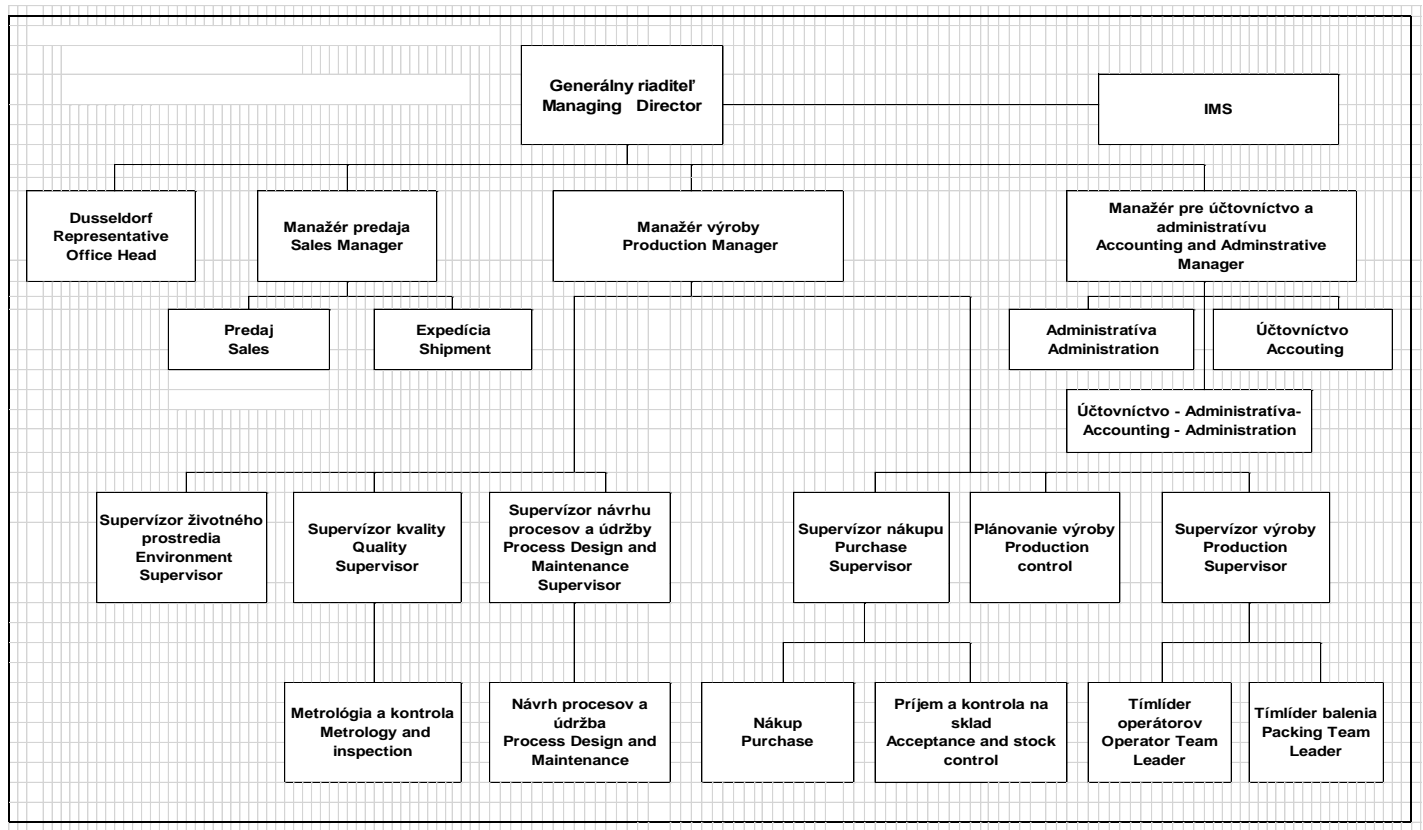 Generálny riaditeľ
Managing Director
IMS
Dusseldorf
Representative
Office Head
Manažér predaja
Sales Manager
Manažér výroby
Production Manager
Manažér pre účtovníctvo a
administratívu
Accounting and Adminstrative
Manager
Predaj
Sales
Expedícia
Shipment
Administratíva
Administration
Účtovníctvo
Accouting
Účtovníctvo - Administratíva-
Accounting - Administration
Supervízor životného
prostredia
Environment
Supervisor
Supervízor kvality
Quality
Supervisor
Supervízor návrhu
procesov a údržby
Process Design and
Maintenance
Supervisor
Supervízor nákupu
Purchase
Supervisor
Plánovanie výroby
Production
control
Supervízor výroby
Production
Supervisor
Metrológia a kontrola
Metrology and
inspection
Návrh procesov a
údržba
Process Design and
Maintenance
Nákup
Purchase
Príjem a kontrola na
sklad
Acceptance and stock
control
Tímlíder
operátorov
Operator Team
Leader
Tímlíder balenia
Packing Team
Leader